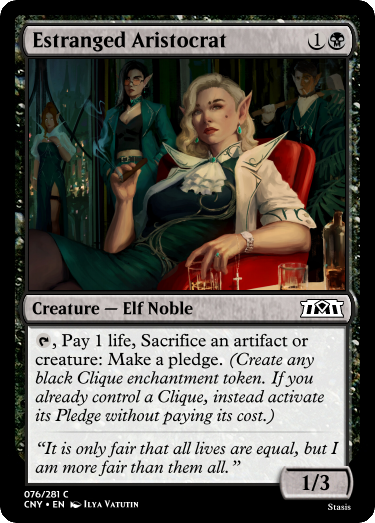 Estranged Aristocrat 1
Creature — Elf Noble
, Pay 1 life, Sacrifice an artifact or
creature: Make a pledge. (Create any
black Clique enchantment token. If you
already control a Clique, instead activate
its Pledge without paying its cost.)
“It is only fair that all lives are equal, but I
am more fair than them all.”
1/3
076/281 C
CNY • EN Ilya Vatutin
Stasis